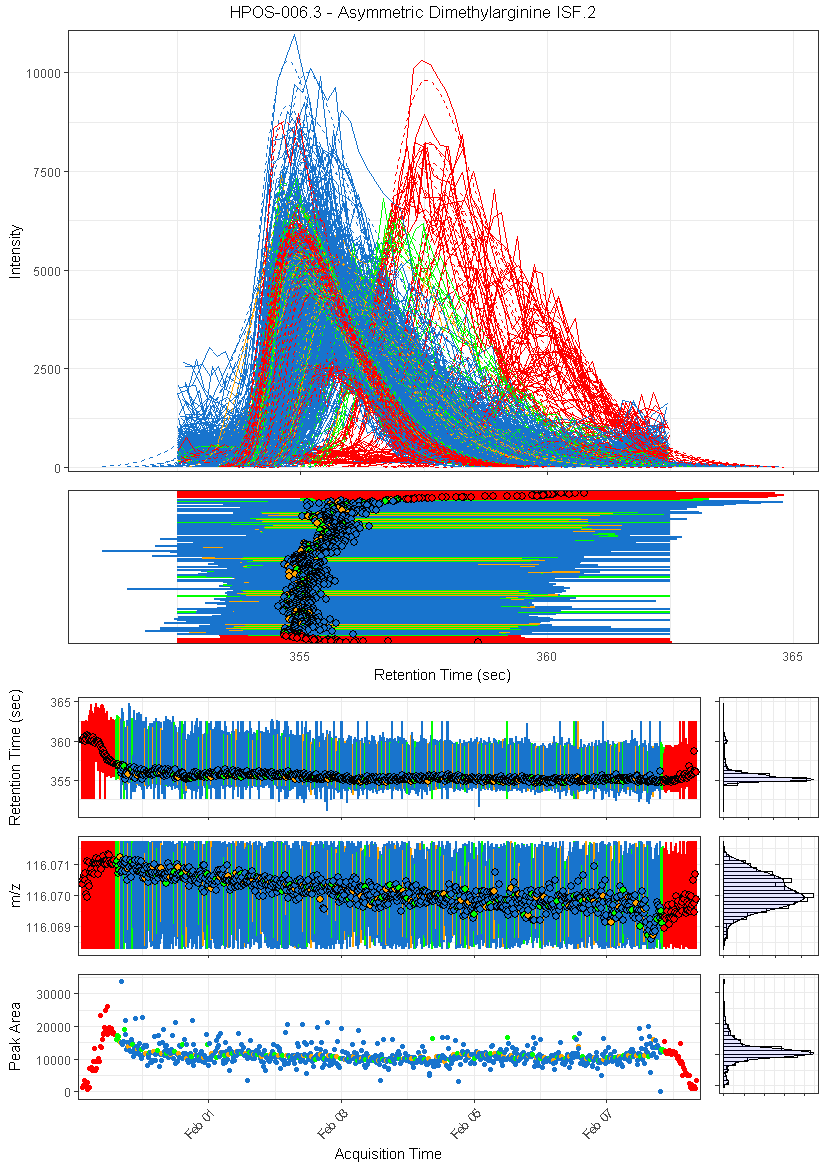 HPOS-006.3 - Asymmetric Dimethylarginine ISF.2
10000
7500
5000
2500
0
Intensity
355
360
365
Retention Time (sec)
365
360
355
Retention Time (sec)
116.071
116.070
116.069
m/z
30000
20000
10000
0
Peak Area
Feb 01
Feb 03
Feb 05
Feb 07
Acquisition Time